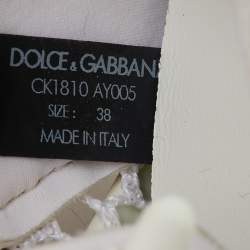 DOLCE & GABBANA
CK1810 AY005
SIZE: 38
MADE IN ITALY